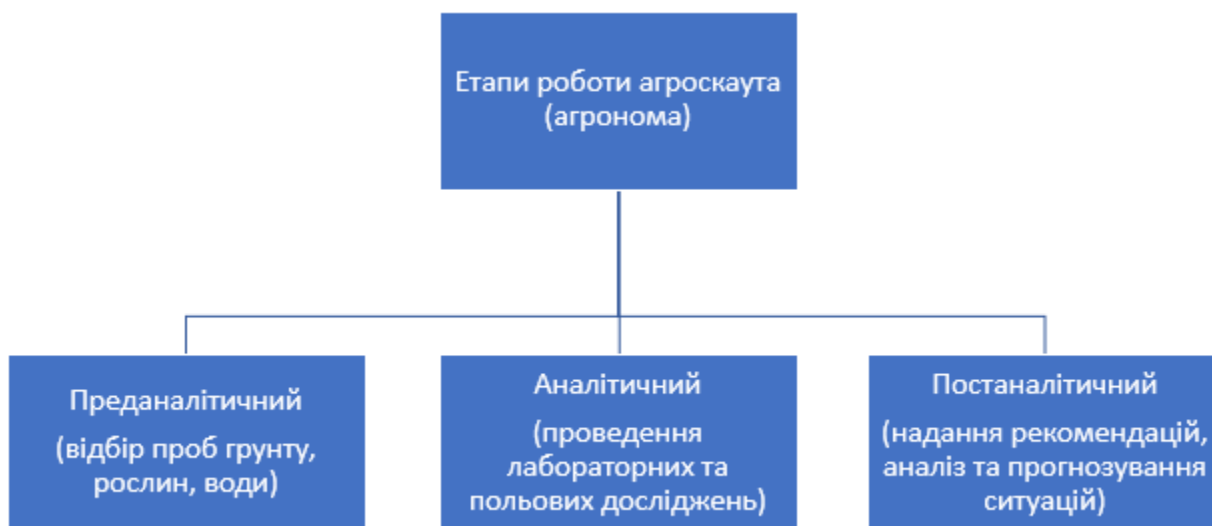 Етапи роботи агроскаута
(агронома)
Преданалітичний
(відбір проб грунту,
рослин, води)
Аналітичний
(проведення
лабораторних та
польових досліджень)
Постаналітичний
(надання рекомендацій,
аналіз та прогнозування
ситуацій)